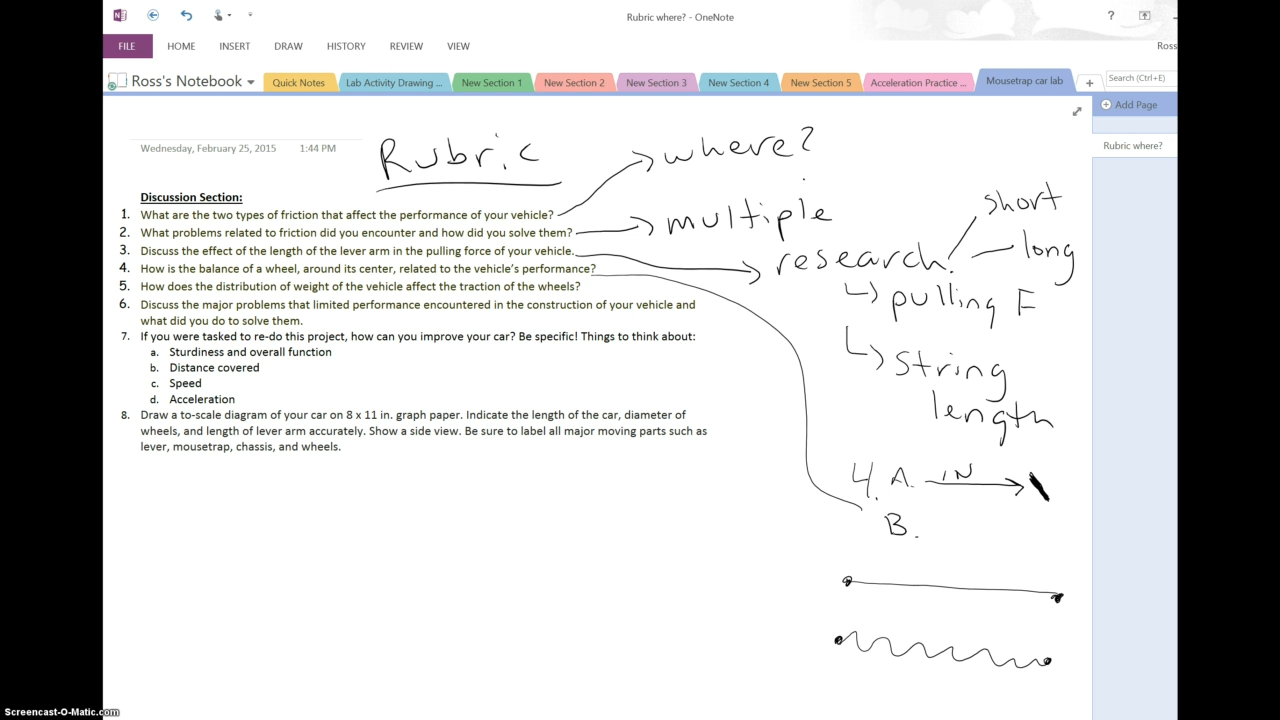 Rubric where? - OneNote
?
FILE HOME INSERT DRAW HISTORY REVIEW VIEW
Ross
Ross's Notebook Quick Notes Lab Activity Drawing ... New Section 1 New Section 2 New Section 3 New Section 4 New Section 5 Acceleration Practice ... Mousetrap car lab
Search (Ctrl+E)
Add Page
Rubric where?
Wednesday, February 25, 2015 1:44 PM
Rubric
where?
multiple
research.
short
long
pulling F
String
length
Discussion Section:
1. What are the two types of friction that affect the performance of your vehicle?
2. What problems related to friction did you encounter and how did you solve them?
3. Discuss the effect of the length of the lever arm in the pulling force of your vehicle.
4. How is the balance of a wheel, around its center, related to the vehicle's performance?
5. How does the distribution of weight of the vehicle affect the traction of the wheels?
6. Discuss the major problems that limited performance encountered in the construction of your vehicle and
what did you do to solve them.
7. If you were tasked to re-do this project, how can you improve your car? Be specific! Things to think about:
a. Sturdiness and overall function
b. Distance covered
c. Speed
d. Acceleration
8. Draw a to-scale diagram of your car on 8 x 11 in. graph paper. Indicate the length of the car, diameter of
wheels, and length of lever arm accurately. Show a side view. Be sure to label all major moving parts such as
lever, mousetrap, chassis, and wheels.
4. A. IN
B.
Screencast-O-Matic.com